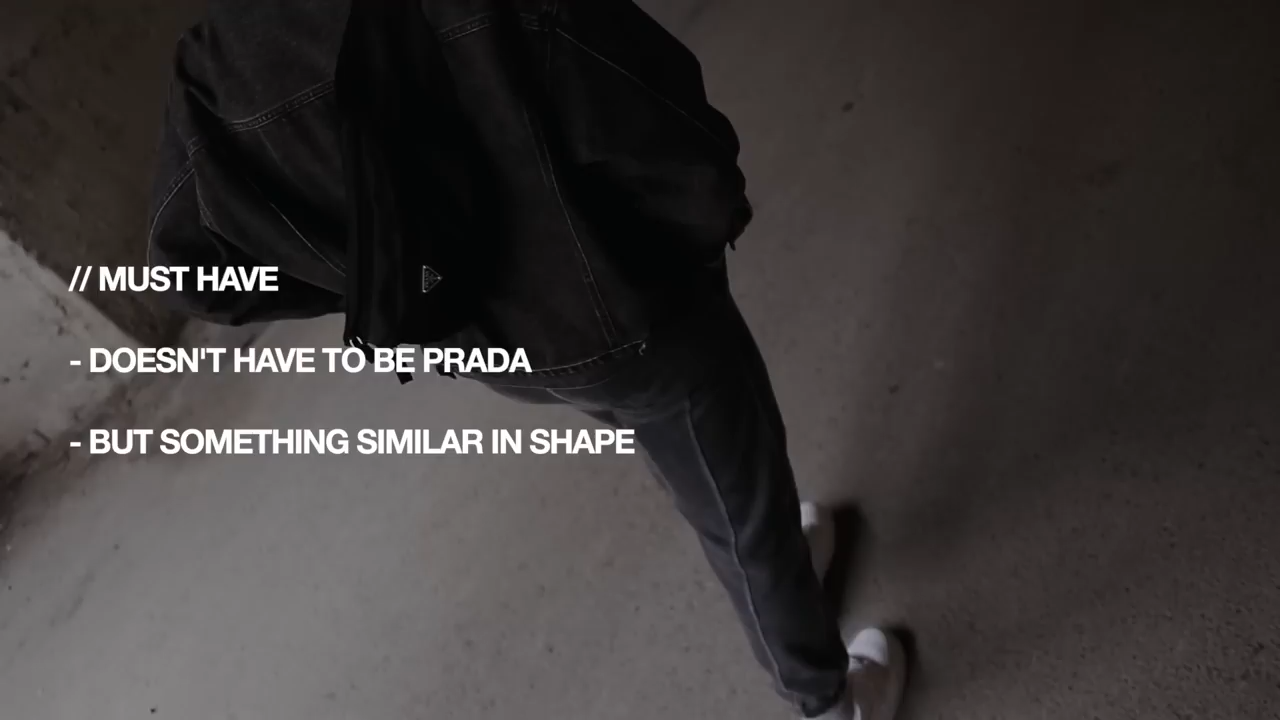 // MUST HAVE
- DOESN'T HAVE TO BE PRADA
- BUT SOMETHING SIMILAR IN SHAPE